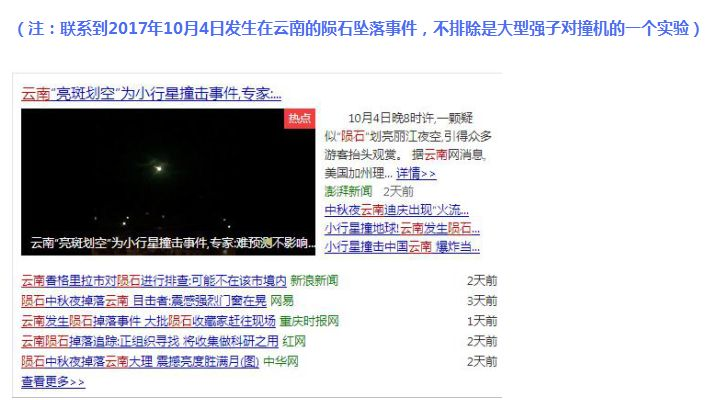 （注：联系到2017年10月4日发生在云南的陨石坠落事件，不排除是大型强子对撞机的一个实验）
云南“亮斑划空”为小行星撞击事件,专家:...
热点
云南“亮斑划空”为小行星撞击事件,专家:难预测不影响...
10月4日晚8时许,一颗疑
似“陨石”划亮丽江夜空,引得众多
游客抬头观赏。 据云南网消息,
美国加州理... 详情>>
澎湃新闻 2天前
中秋夜云南迪庆出现“火流...
小行星撞地球!云南发生陨石...
小行星撞击中国云南 爆炸当...
云南香格里拉市对陨石进行排查:可能不在该市境内 新浪新闻 2天前
陨石中秋夜掉落云南 目击者:震感强烈门窗在晃 网易 3天前
云南发生陨石掉落事件 大批陨石收藏家赶往现场 重庆时报网 1天前
云南陨石掉落追踪:正组织寻找 将收集做科研之用 红网 2天前
陨石中秋夜掉落云南大理 震撼亮度胜满月(图) 中华网 2天前
查看更多>>